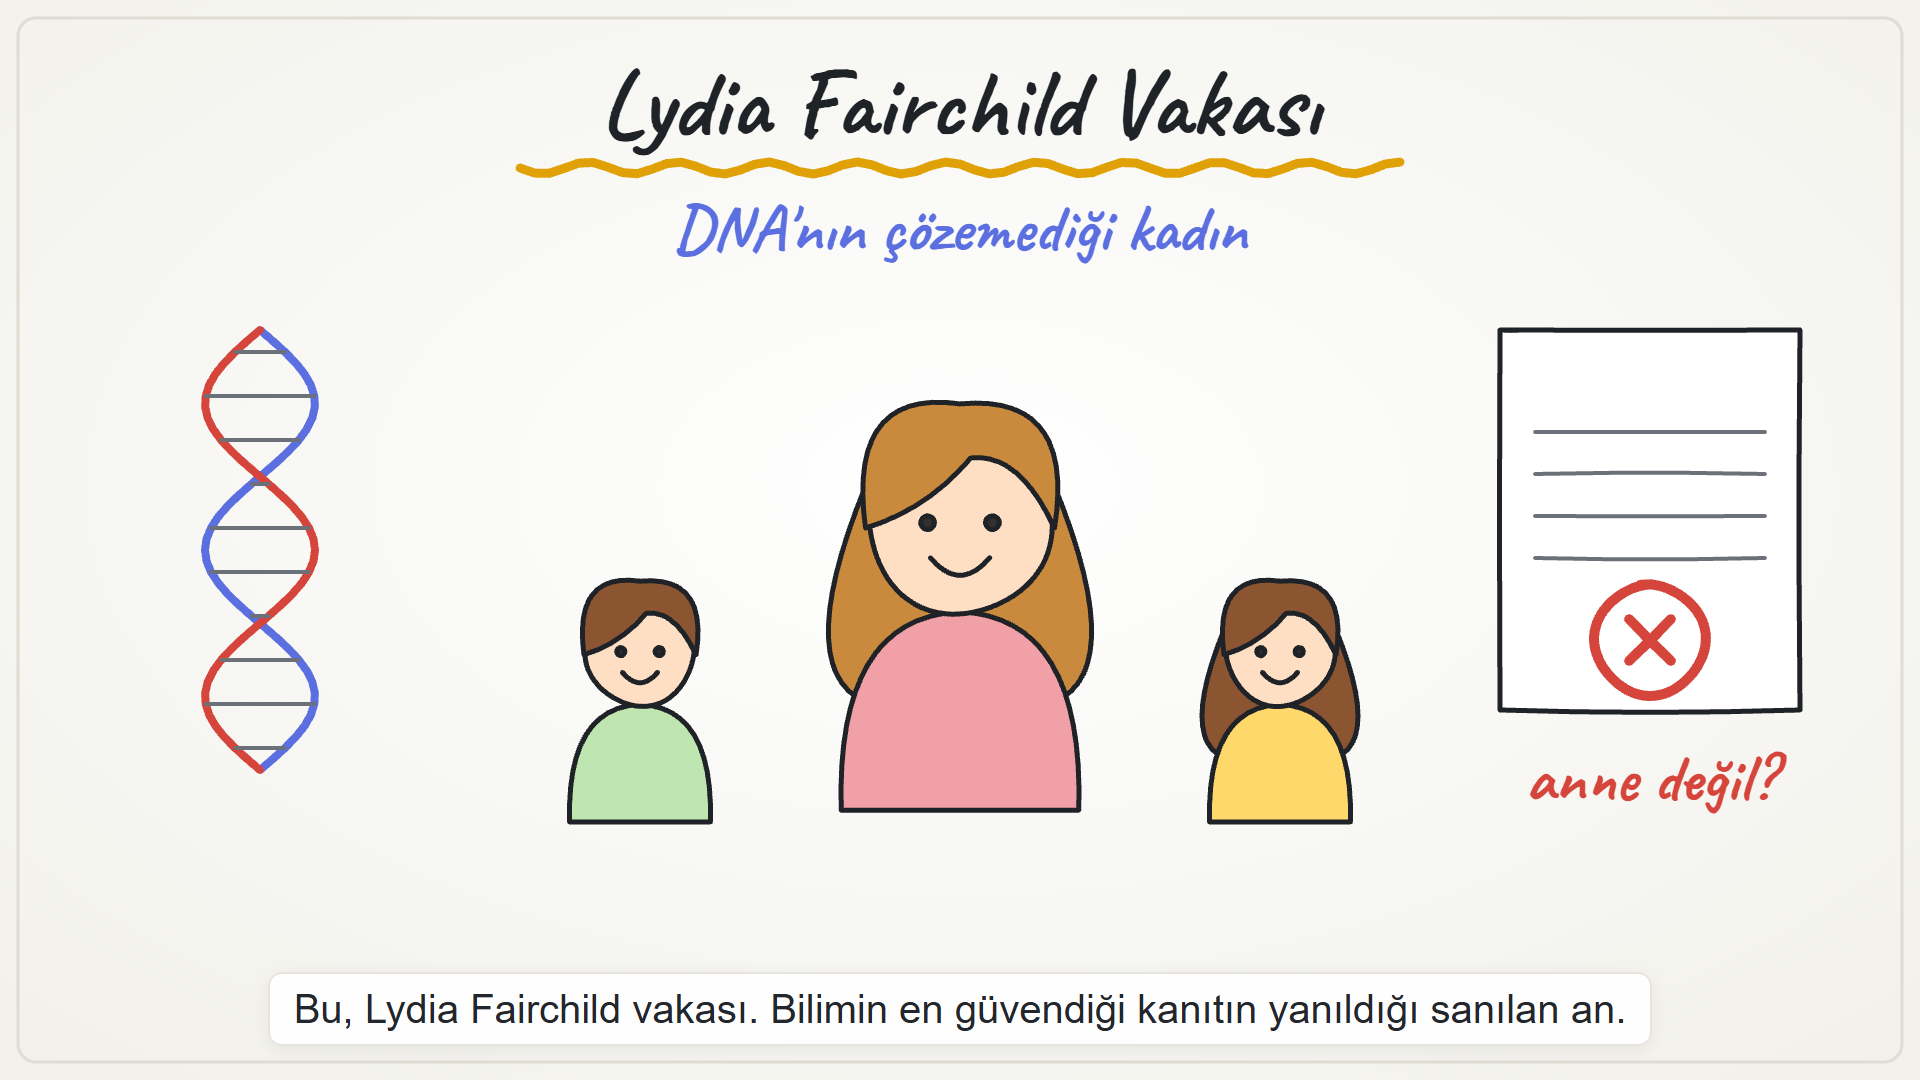 Lydia Fairchild Vakası
DNA'nın çözemediği kadın
anne değil?
Bu, Lydia Fairchild vakası. Bilimin en güvendiği kanıtın yanıldığı sanılan an.